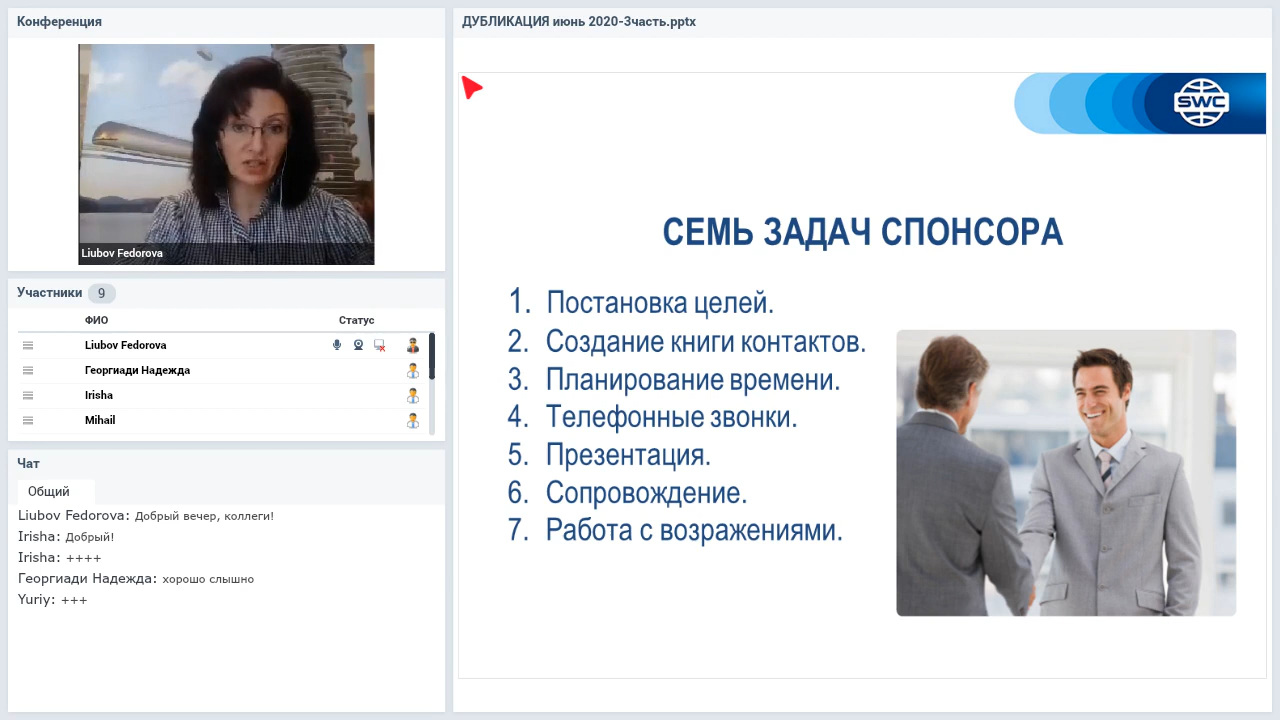 Конференция
Liubov Fedorova
Участники 9
ФИО Статус
Liubov Fedorova
Георгиади Надежда
Irisha
Mihail
Чат
Общий
Liubov Fedorova: Добрый вечер, коллеги!
Irisha: Добрый!
Irisha: ++++
Георгиади Надежда: хорошо слышно
Yuriy: +++
ДУБЛИКАЦИЯ июнь 2020-3часть.pptx
SWC
СЕМЬ ЗАДАЧ СПОНСОРА
1. Постановка целей.
2. Создание книги контактов.
3. Планирование времени.
4. Телефонные звонки.
5. Презентация.
6. Сопровождение.
7. Работа с возражениями.